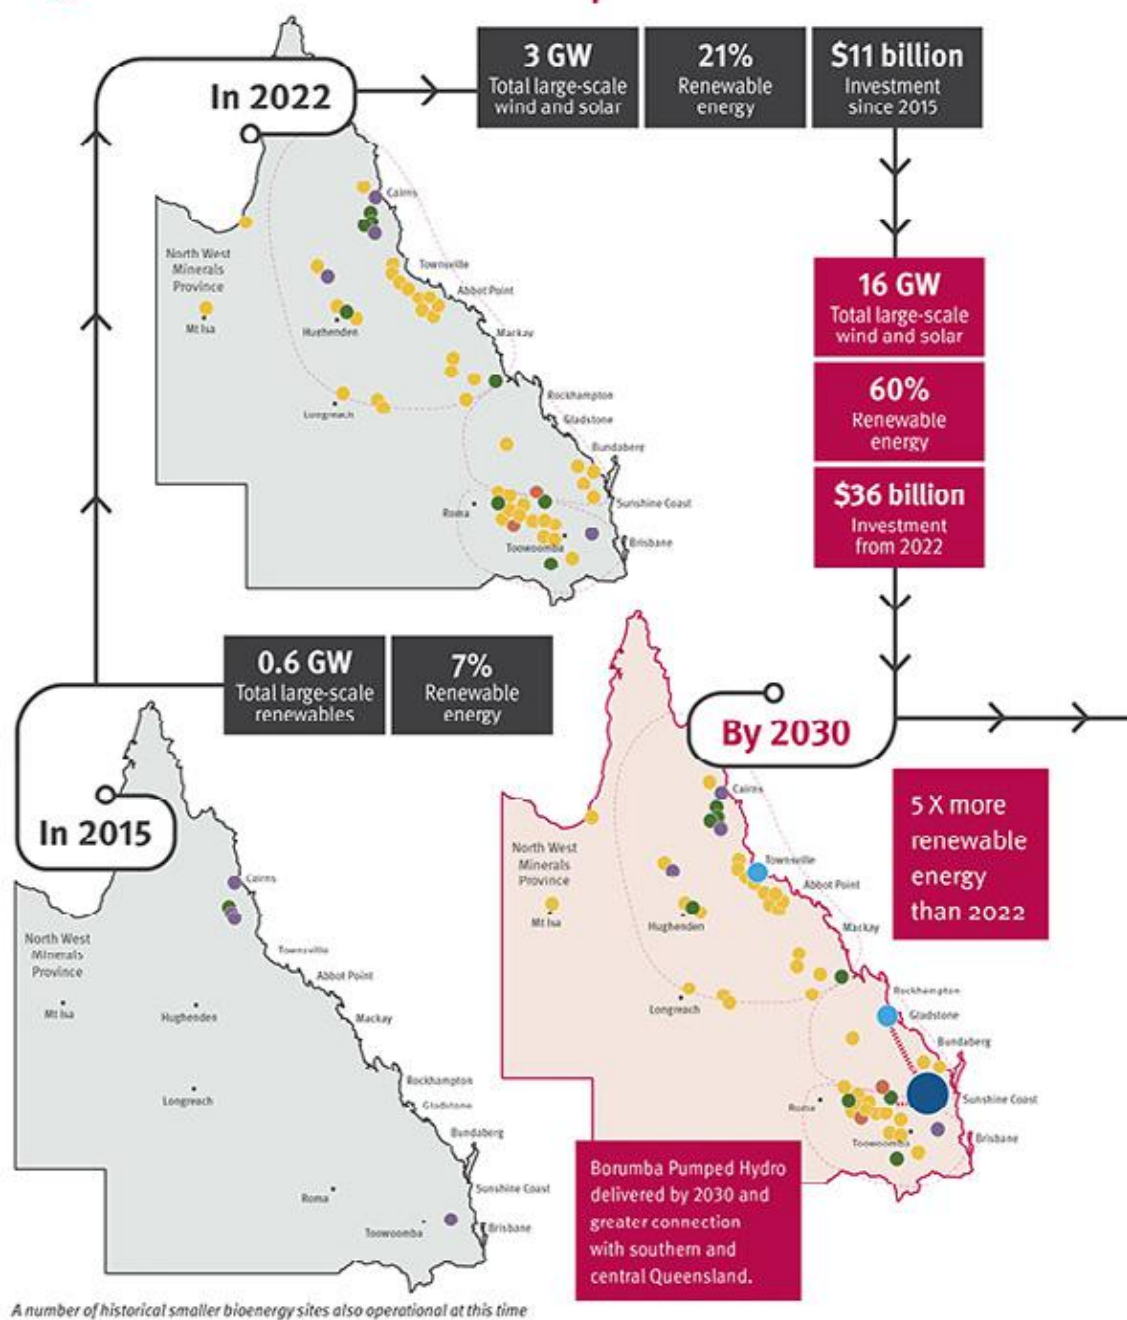 In 2022
3 GW
Total large-scale
wind and solar
21%
Renewable
energy
$11 billion
Investment
since 2015
Cairns
North West
Minerals
Province
Mt Isa
Townsville
Abbot Point
Hughenden
Mackay
Longreach
Rockhampton
Gladstone
Bundaberg
Roma
Sunshine Coast
Toowoomba
Brisbane
16 GW
Total large-scale
wind and solar
60%
Renewable
energy
$36 billion
Investment
from 2022
0.6 GW
Total large-scale
renewables
7%
Renewable
energy
In 2015
Cairns
North West
Minerals
Province
Mt Isa
Townsville
Abbot Point
Hughenden
Mackay
Longreach
Rockhampton
Gladstone
Bundaberg
Roma
Sunshine Coast
Toowoomba
Brisbane
By 2030
Cairns
North West
Minerals
Province
Mt Isa
Townsville
Abbot Point
Hughenden
Mackay
Longreach
Rockhampton
Gladstone
Bundaberg
Roma
Sunshine Coast
Toowoomba
Brisbane
5 X more
renewable
energy
than 2022
Borumba Pumped Hydro
delivered by 2030 and
greater connection
with southern and
central Queensland.
A number of historical smaller bioenergy sites also operational at this time